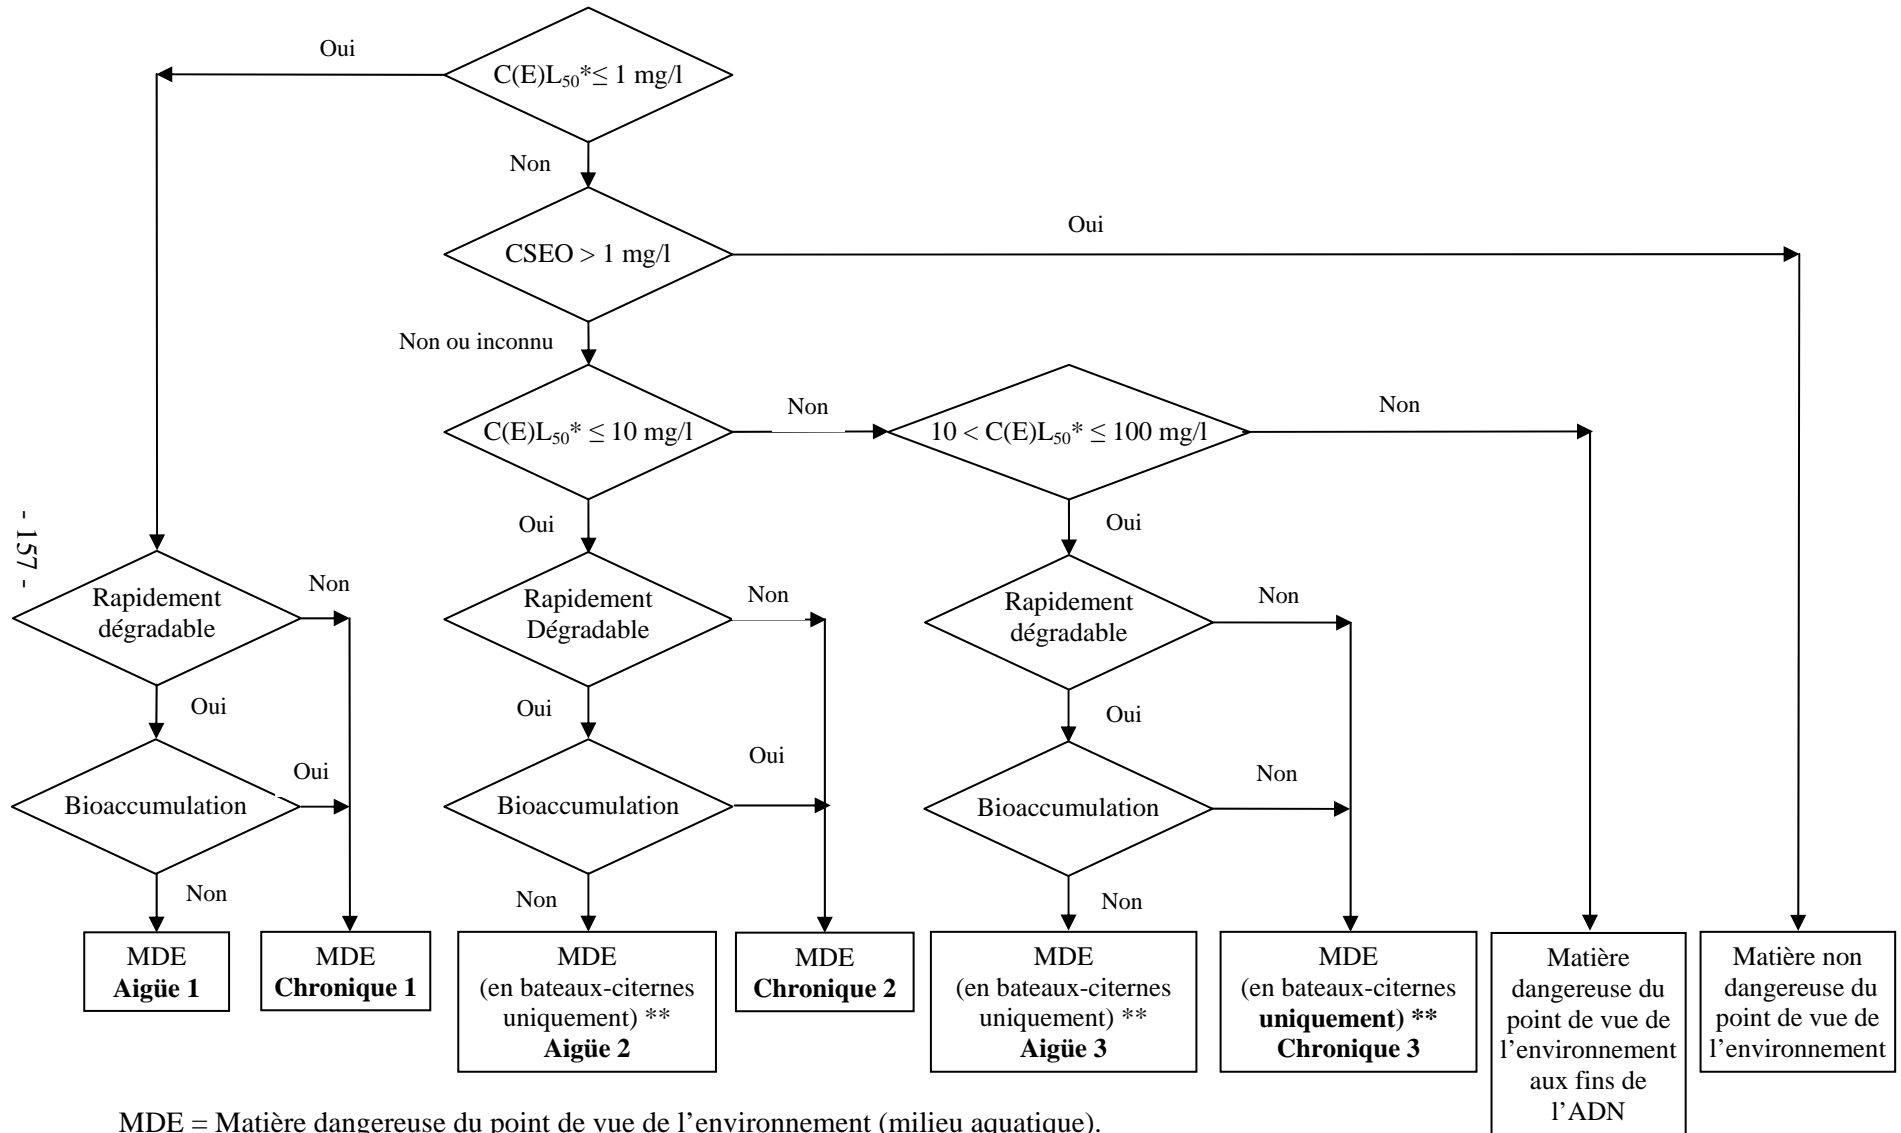 Oui
C(E)L50*≤ 1 mg/l
Non
CSEO > 1 mg/l
Oui
Non ou inconnu
C(E)L50* ≤ 10 mg/l
Non
10 < C(E)L50* ≤ 100 mg/l
Non
- 157 -
Oui
Oui
Rapidement
dégradable
Non
Rapidement
Dégradable
Non
Rapidement
dégradable
Non
Oui
Oui
Oui
Bioaccumulation
Oui
Bioaccumulation
Oui
Bioaccumulation
Non
Non
Non
Non
MDE
Aigüe 1
MDE
Chronique 1
MDE
(en bateaux-citernes
uniquement) **
Aigüe 2
MDE
Chronique 2
MDE
(en bateaux-citernes
uniquement) **
Aigüe 3
MDE
(en bateaux-citernes
uniquement) **
Chronique 3
Matière
dangereuse du
point de vue de
l’environnement
aux fins de
l’ADN
Matière non
dangereuse du
point de vue de
l’environnement
MDE = Matière dangereuse du point de vue de l’environnement (milieu aquatique).